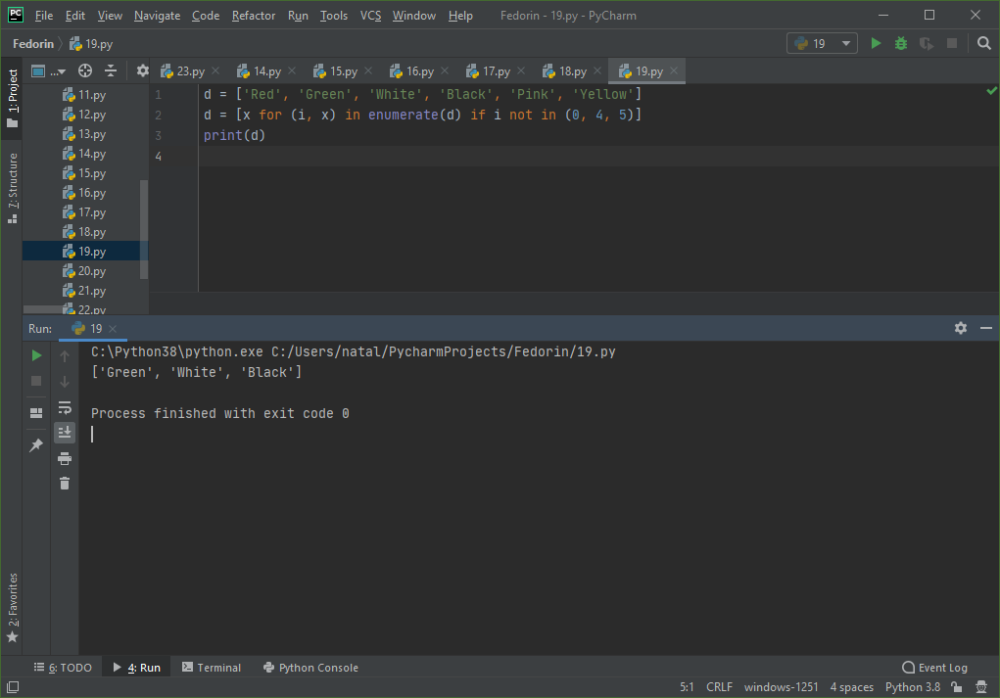 PC File Edit View Navigate Code Refactor Run Tools VCS Window Help Fedorin - 19.py - PyCharm
Fedorin 19.py 19
1: Project
... 23.py 14.py 15.py 16.py 17.py 18.py 19.py
11.py
12.py
13.py
14.py
15.py
16.py
17.py
18.py
19.py
20.py
21.py
22.py
1 d = ['Red', 'Green', 'White', 'Black', 'Pink', 'Yellow']
2 d = [x for (i, x) in enumerate(d) if i not in (0, 4, 5)]
3 print(d)
4
7: Structure
Run: 19
C:\Python38\python.exe C:/Users/natal/PycharmProjects/Fedorin/19.py
['Green', 'White', 'Black']
Process finished with exit code 0
2: Favorites
6: TODO 4: Run Terminal Python Console Event Log
5:1 CRLF windows-1251 4 spaces Python 3.8